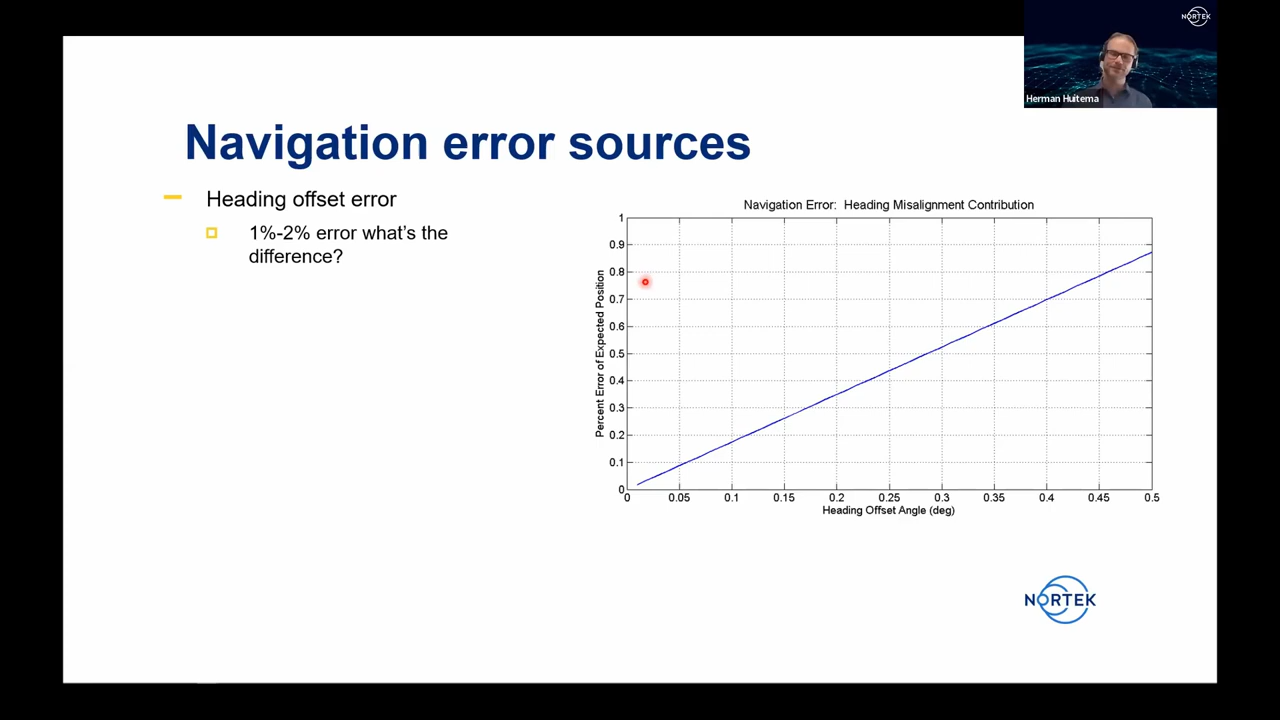 NORTEK
Herman Huitema
Navigation error sources
Heading offset error
1%-2% error what's the
difference?
Navigation Error: Heading Misalignment Contribution
Percent Error of Expected Position
1
0.9
0.8
0.7
0.6
0.5
0.4
0.3
0.2
0.1
0
0 0.05 0.1 0.15 0.2 0.25 0.3 0.35 0.4 0.45 0.5
Heading Offset Angle (deg)
NORTEK